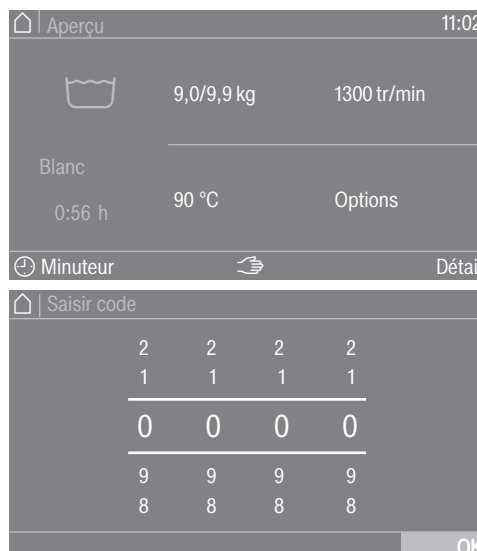 Aperçu 11:02
9,0/9,9 kg 1300 tr/min
Blanc
90 °C Options
0:56 h
Minuteur Détai
Saisir code
2 2 2 2
1 1 1 1
0 0 0 0
9 9 9 9
8 8 8 8
OK